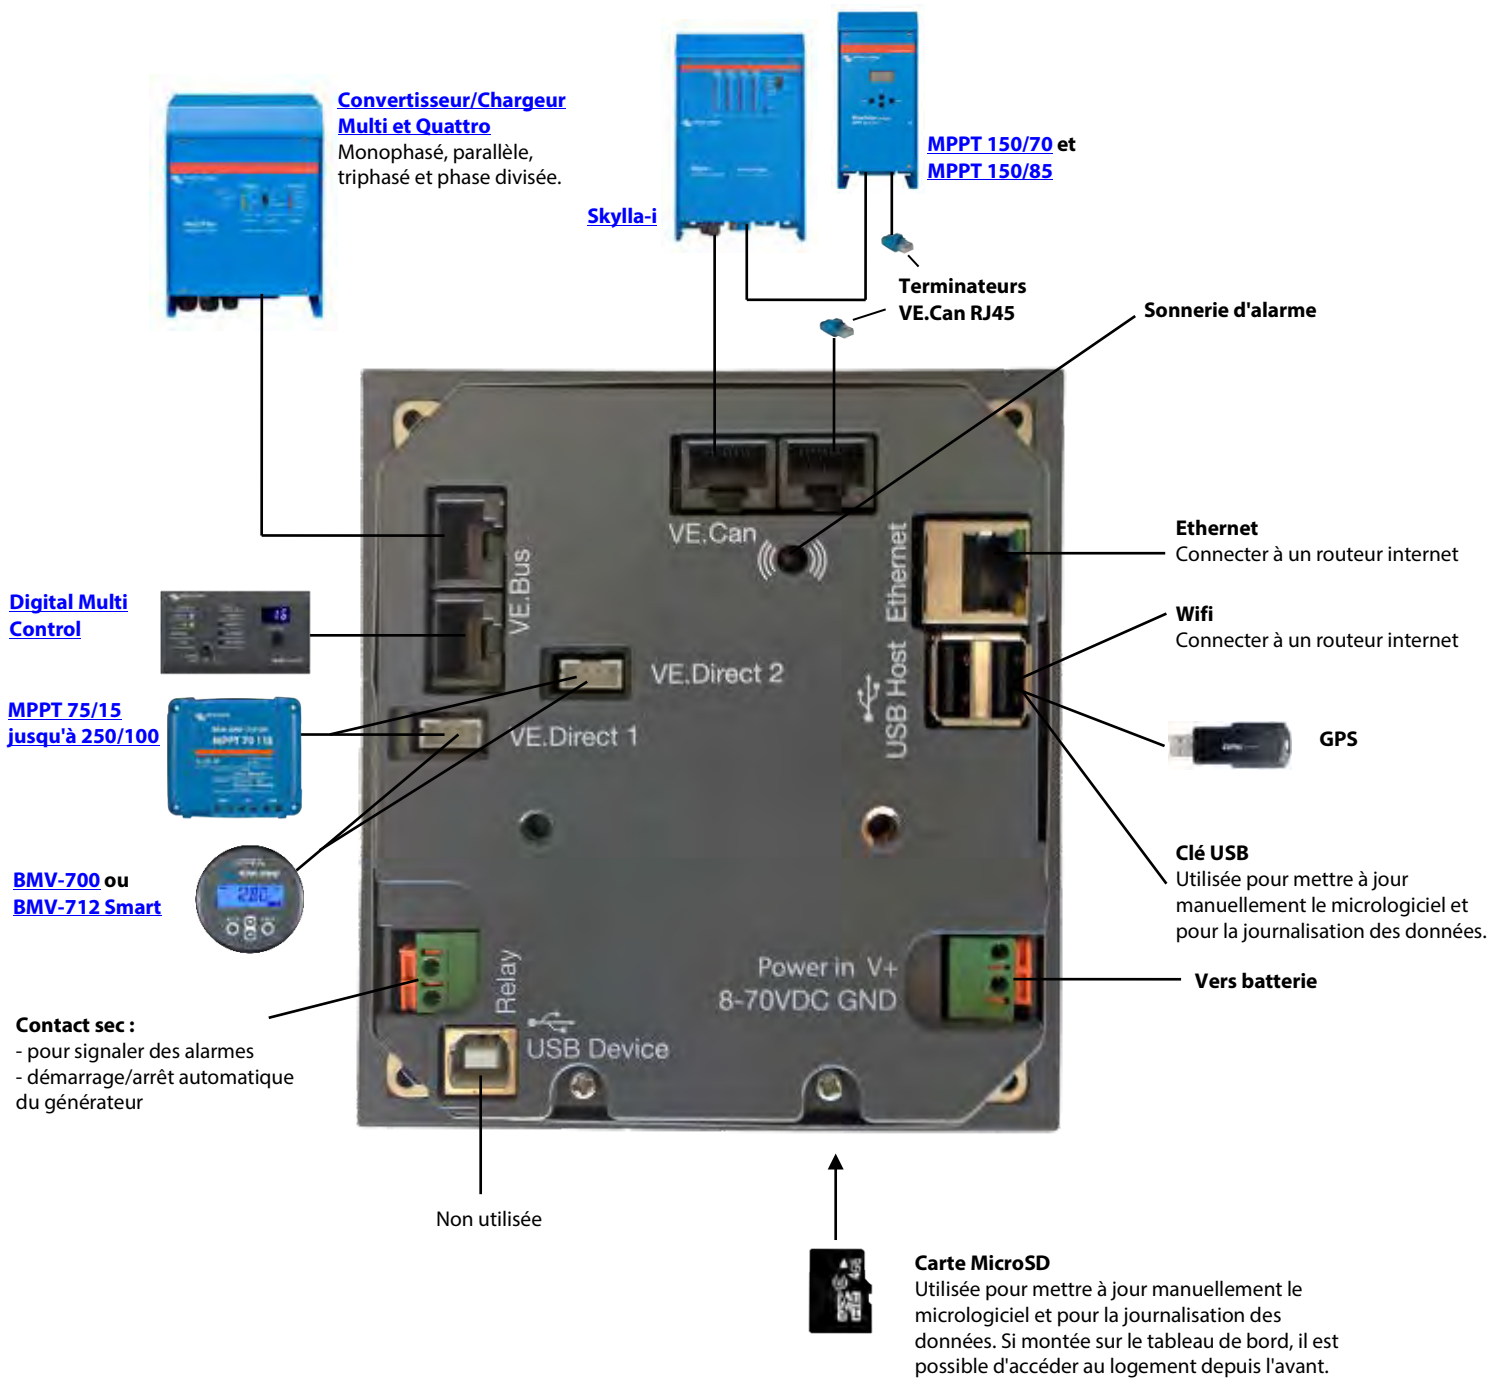 Convertisseur/Chargeur
Multi et Quattro
Monophasé, parallèle,
triphasé et phase divisée.
MPPT 150/70 et
MPPT 150/85
Skylla-i
Terminateurs
VE.Can RJ45
Sonnerie d'alarme
VE.Can
Ethernet
Ethernet
Connecter à un routeur internet
VE.Bus
Digital Multi
Control
Wifi
Connecter à un routeur internet
USB Host
VE.Direct 2
VE.Direct 1
MPPT 75/15
jusqu'à 250/100
GPS
Clé USB
Utilisée pour mettre à jour
manuellement le micrologiciel et
pour la journalisation des données.
BMV-700 ou
BMV-712 Smart
Relay
Power in V+
8-70VDC GND
Vers batterie
Contact sec :
- pour signaler des alarmes
- démarrage/arrêt automatique
du générateur
USB Device
Non utilisée
4GB
Carte MicroSD
Utilisée pour mettre à jour manuellement le
micrologiciel et pour la journalisation des
données. Si montée sur le tableau de bord, il est
possible d'accéder au logement depuis l'avant.